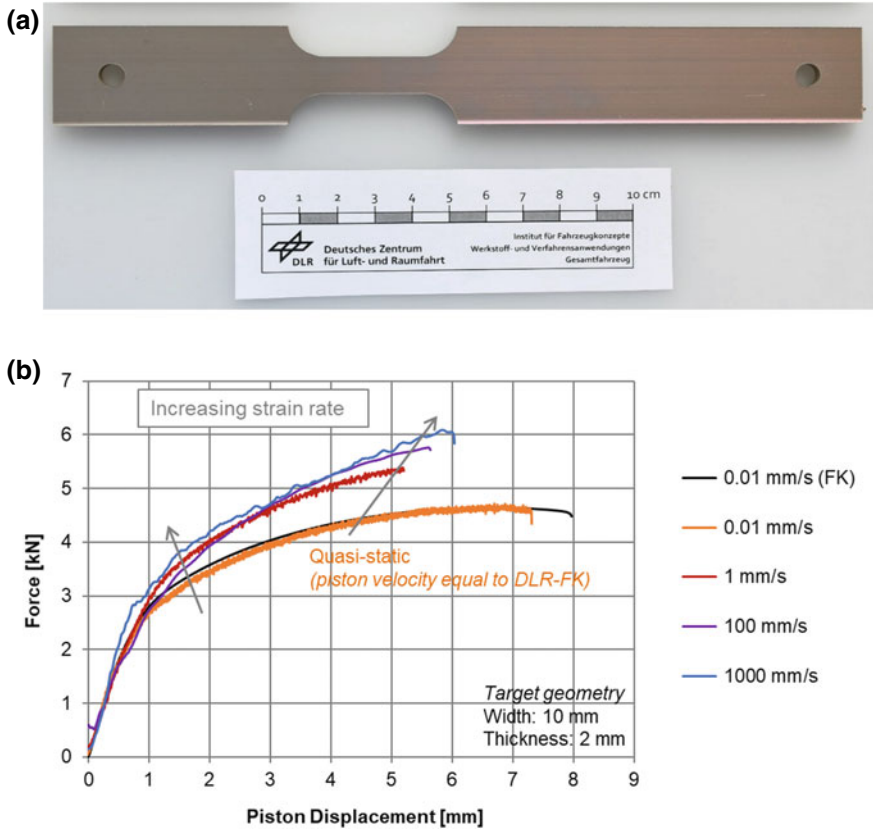 (a)
0 1 2 3 4 5 6 7 8 9 10 cm
DLR
Deutsches Zentrum
für Luft- und Raumfahrt
Institut für Fahrzeugkonzepte
Werkstoff- und Verfahrensanwendungen
Gesamtfahrzeug
(b)
Force [kN]
7
6
5
4
3
2
1
0
Increasing strain rate
Quasi-static
(piston velocity equal to DLR-FK)
Target geometry
Width: 10 mm
Thickness: 2 mm
0 1 2 3 4 5 6 7 8 9
Piston Displacement [mm]
0.01 mm/s (FK)
0.01 mm/s
1 mm/s
100 mm/s
1000 mm/s